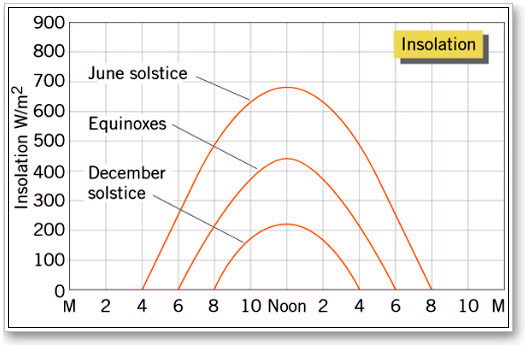 900
800
700
600
500
400
300
200
100
0
Insolation W/m2
Insolation
June solstice
Equinoxes
December
solstice
M 2 4 6 8 10 Noon 2 4 6 8 10 M